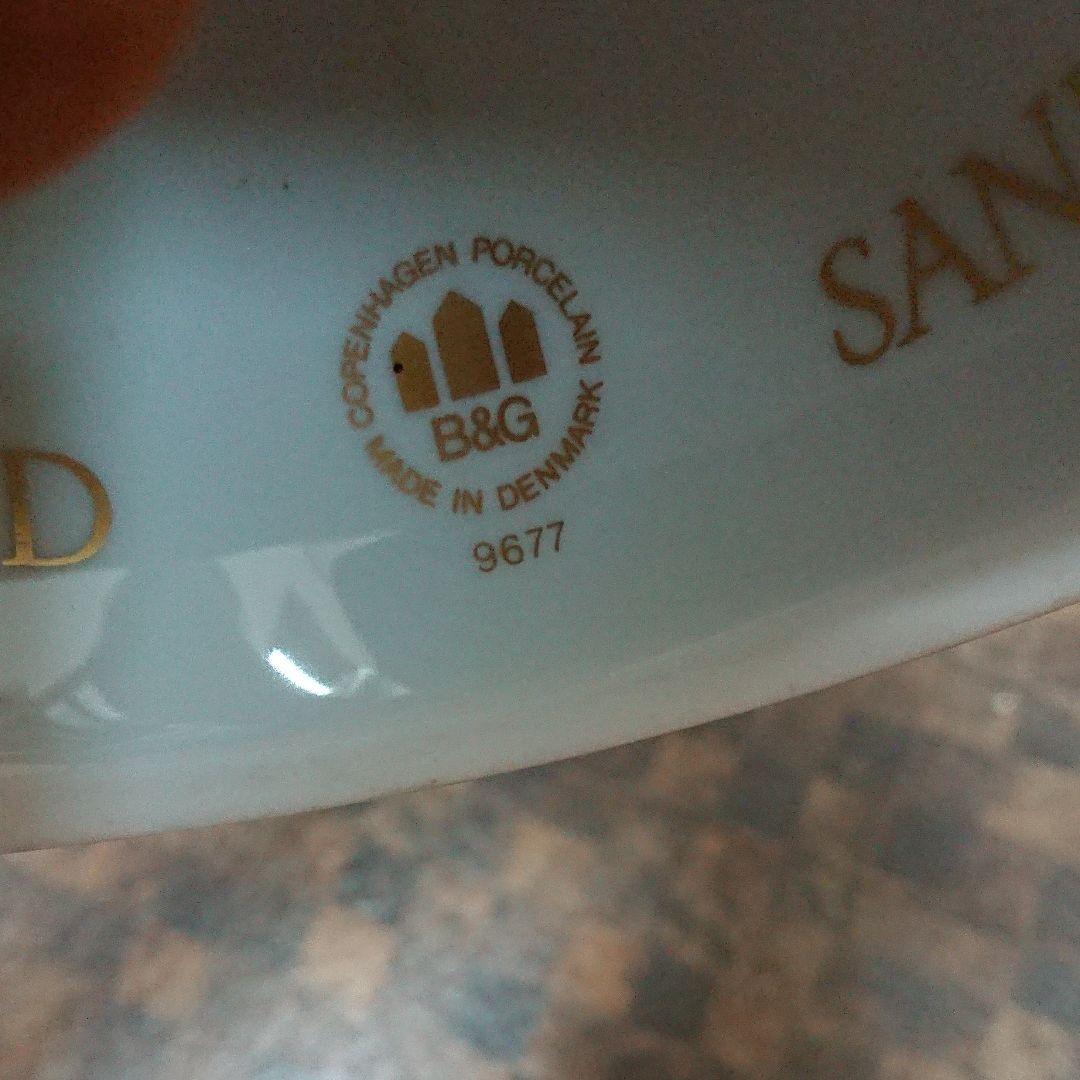 COPENHAGEN PORCELAIN
B&G
MADE IN DENMARK
9677
D
SAN